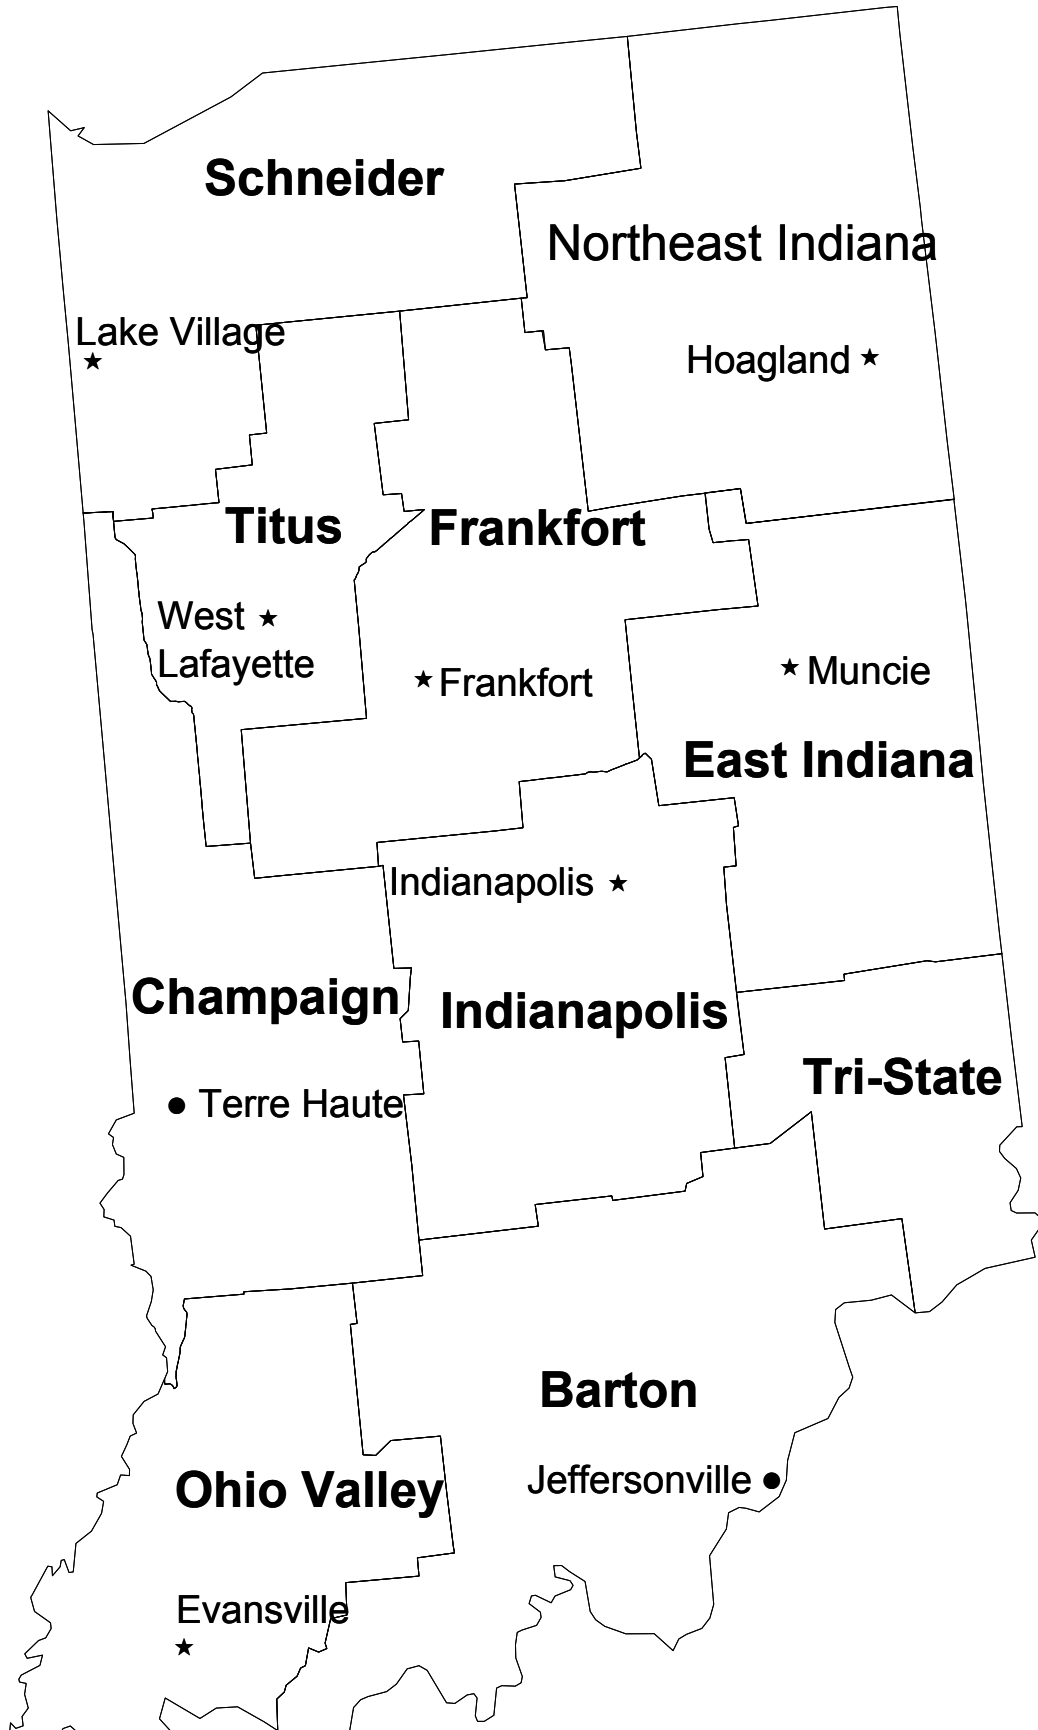 Schneider
Northeast Indiana
Lake Village
Hoagland
Titus
Frankfort
West
Lafayette
Frankfort
Muncie
East Indiana
Indianapolis
Champaign
Indianapolis
Tri-State
Terre Haute
Barton
Jeffersonville
Ohio Valley
Evansville